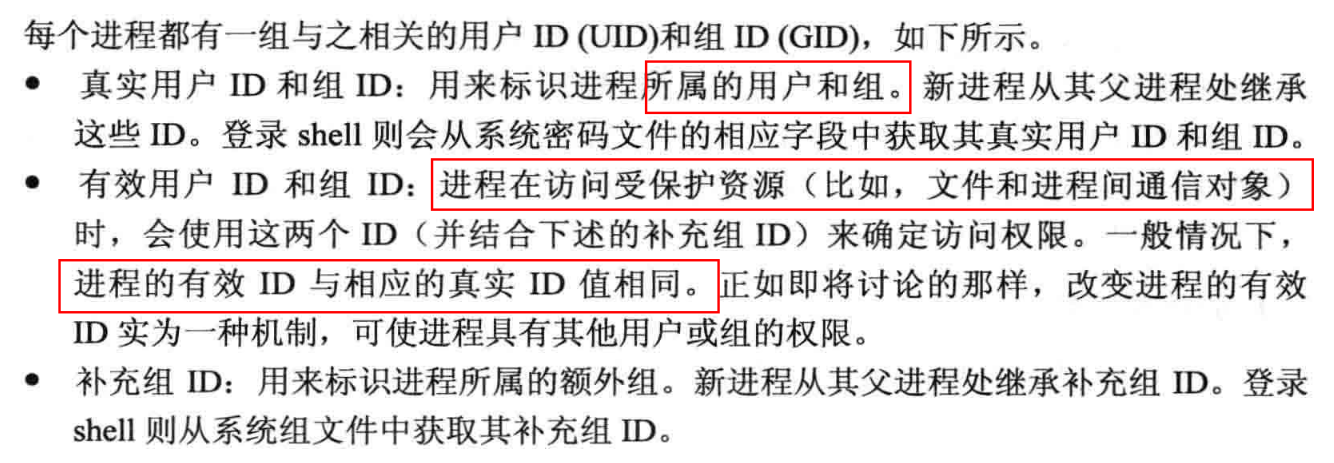 每个进程都有一组与之相关的用户 ID (UID)和组 ID (GID)，如下所示。
● 真实用户 ID 和组 ID：用来标识进程所属的用户和组。新进程从其父进程处继承
这些 ID。登录 shell 则会从系统密码文件的相应字段中获取其真实用户 ID 和组 ID。
● 有效用户 ID 和组 ID：进程在访问受保护资源（比如，文件和进程间通信对象）
时，会使用这两个 ID（并结合下述的补充组 ID）来确定访问权限。一般情况下，
进程的有效 ID 与相应的真实 ID 值相同。正如即将讨论的那样，改变进程的有效
ID 实为一种机制，可使进程具有其他用户或组的权限。
● 补充组 ID：用来标识进程所属的额外组。新进程从其父进程处继承补充组 ID。登录
shell 则从系统组文件中获取其补充组 ID。